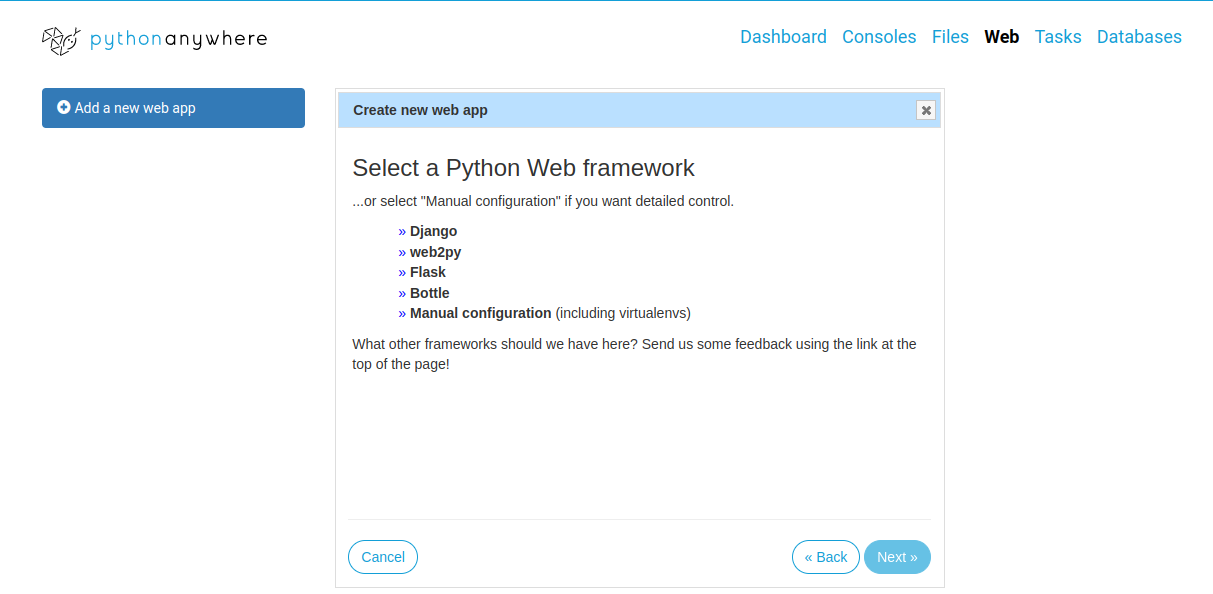 pythonanywhere
Dashboard Consoles Files Web Tasks Databases
Add a new web app
Create new web app
Select a Python Web framework
...or select "Manual configuration" if you want detailed control.
» Django
» web2py
» Flask
» Bottle
» Manual configuration (including virtualenvs)
What other frameworks should we have here? Send us some feedback using the link at the
top of the page!
Cancel
« Back
Next »